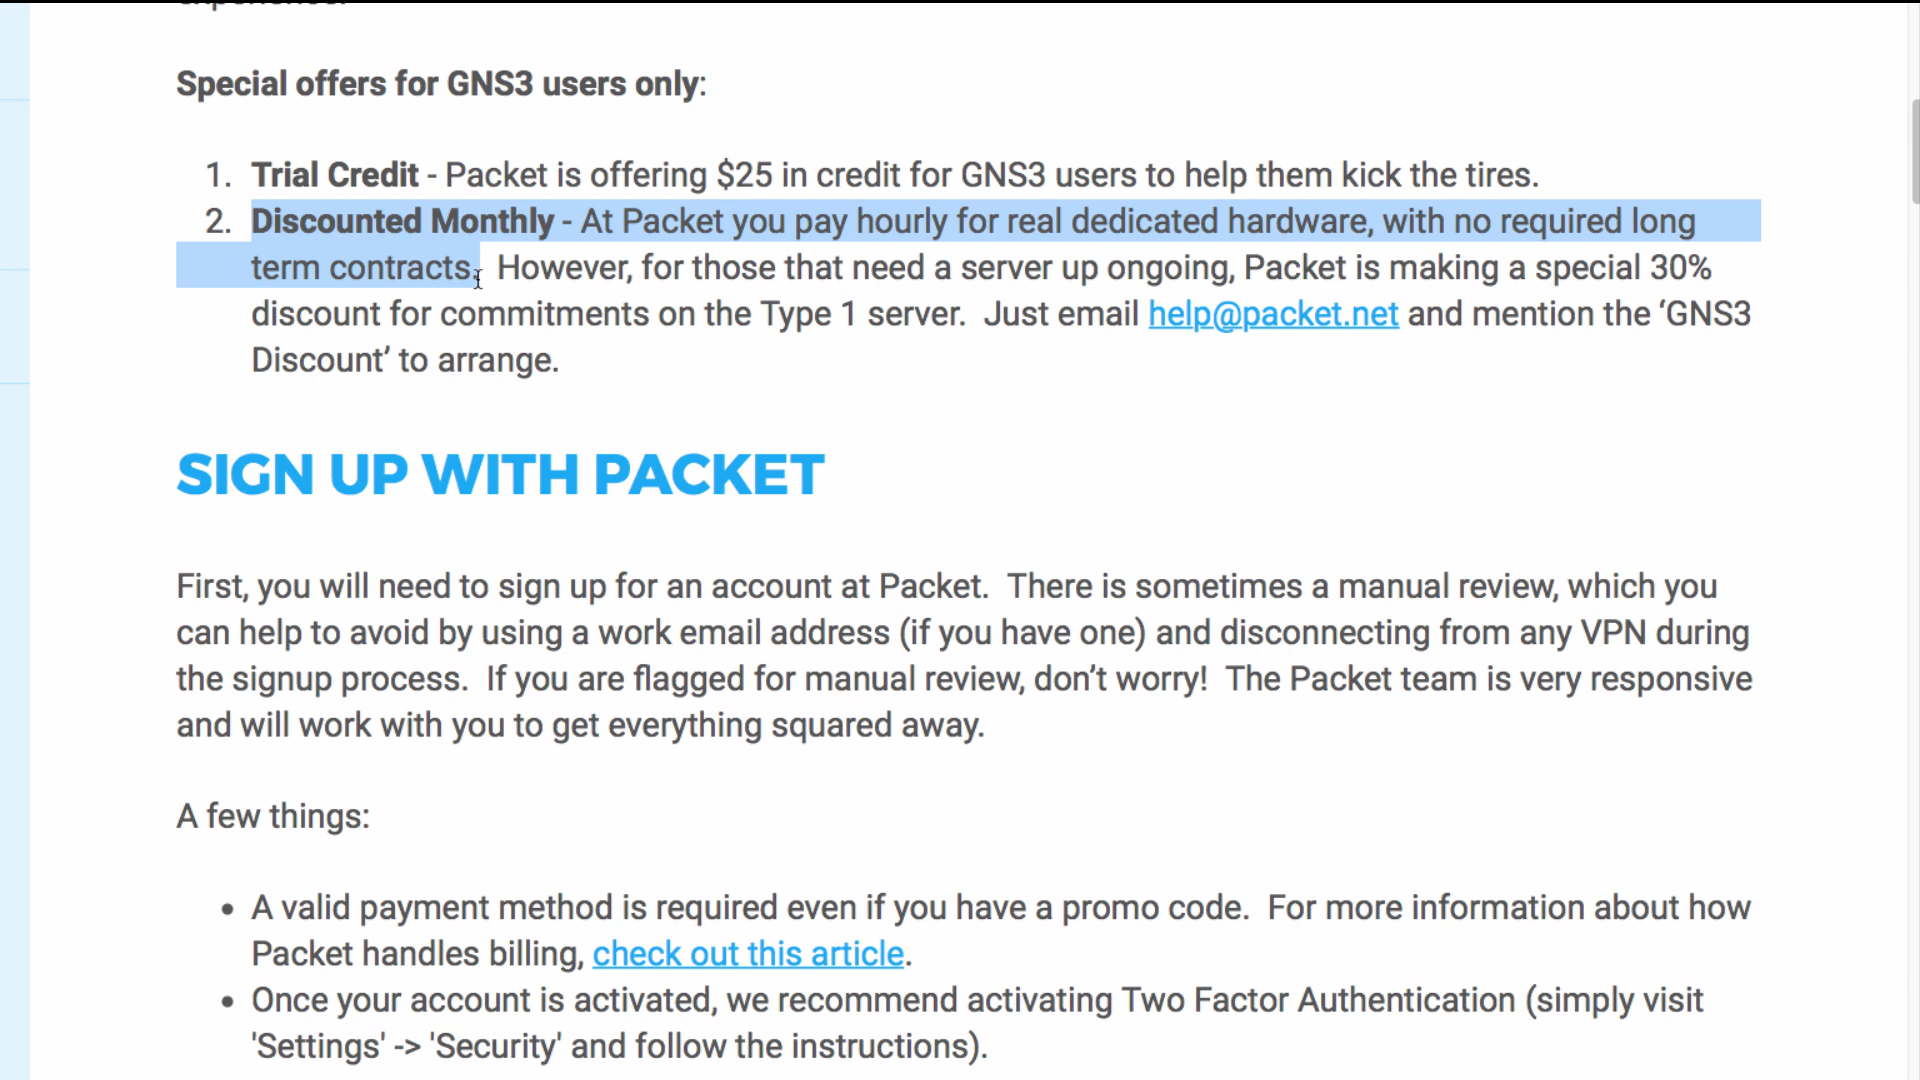 Special offers for GNS3 users only:
1. Trial Credit - Packet is offering $25 in credit for GNS3 users to help them kick the tires.
2. Discounted Monthly - At Packet you pay hourly for real dedicated hardware, with no required long
term contracts. However, for those that need a server up ongoing, Packet is making a special 30%
discount for commitments on the Type 1 server. Just email help@packet.net and mention the ‘GNS3
Discount’ to arrange.
SIGN UP WITH PACKET
First, you will need to sign up for an account at Packet. There is sometimes a manual review, which you
can help to avoid by using a work email address (if you have one) and disconnecting from any VPN during
the signup process. If you are flagged for manual review, don’t worry! The Packet team is very responsive
and will work with you to get everything squared away.
A few things:
• A valid payment method is required even if you have a promo code. For more information about how
Packet handles billing, check out this article.
• Once your account is activated, we recommend activating Two Factor Authentication (simply visit
'Settings' -> 'Security' and follow the instructions).